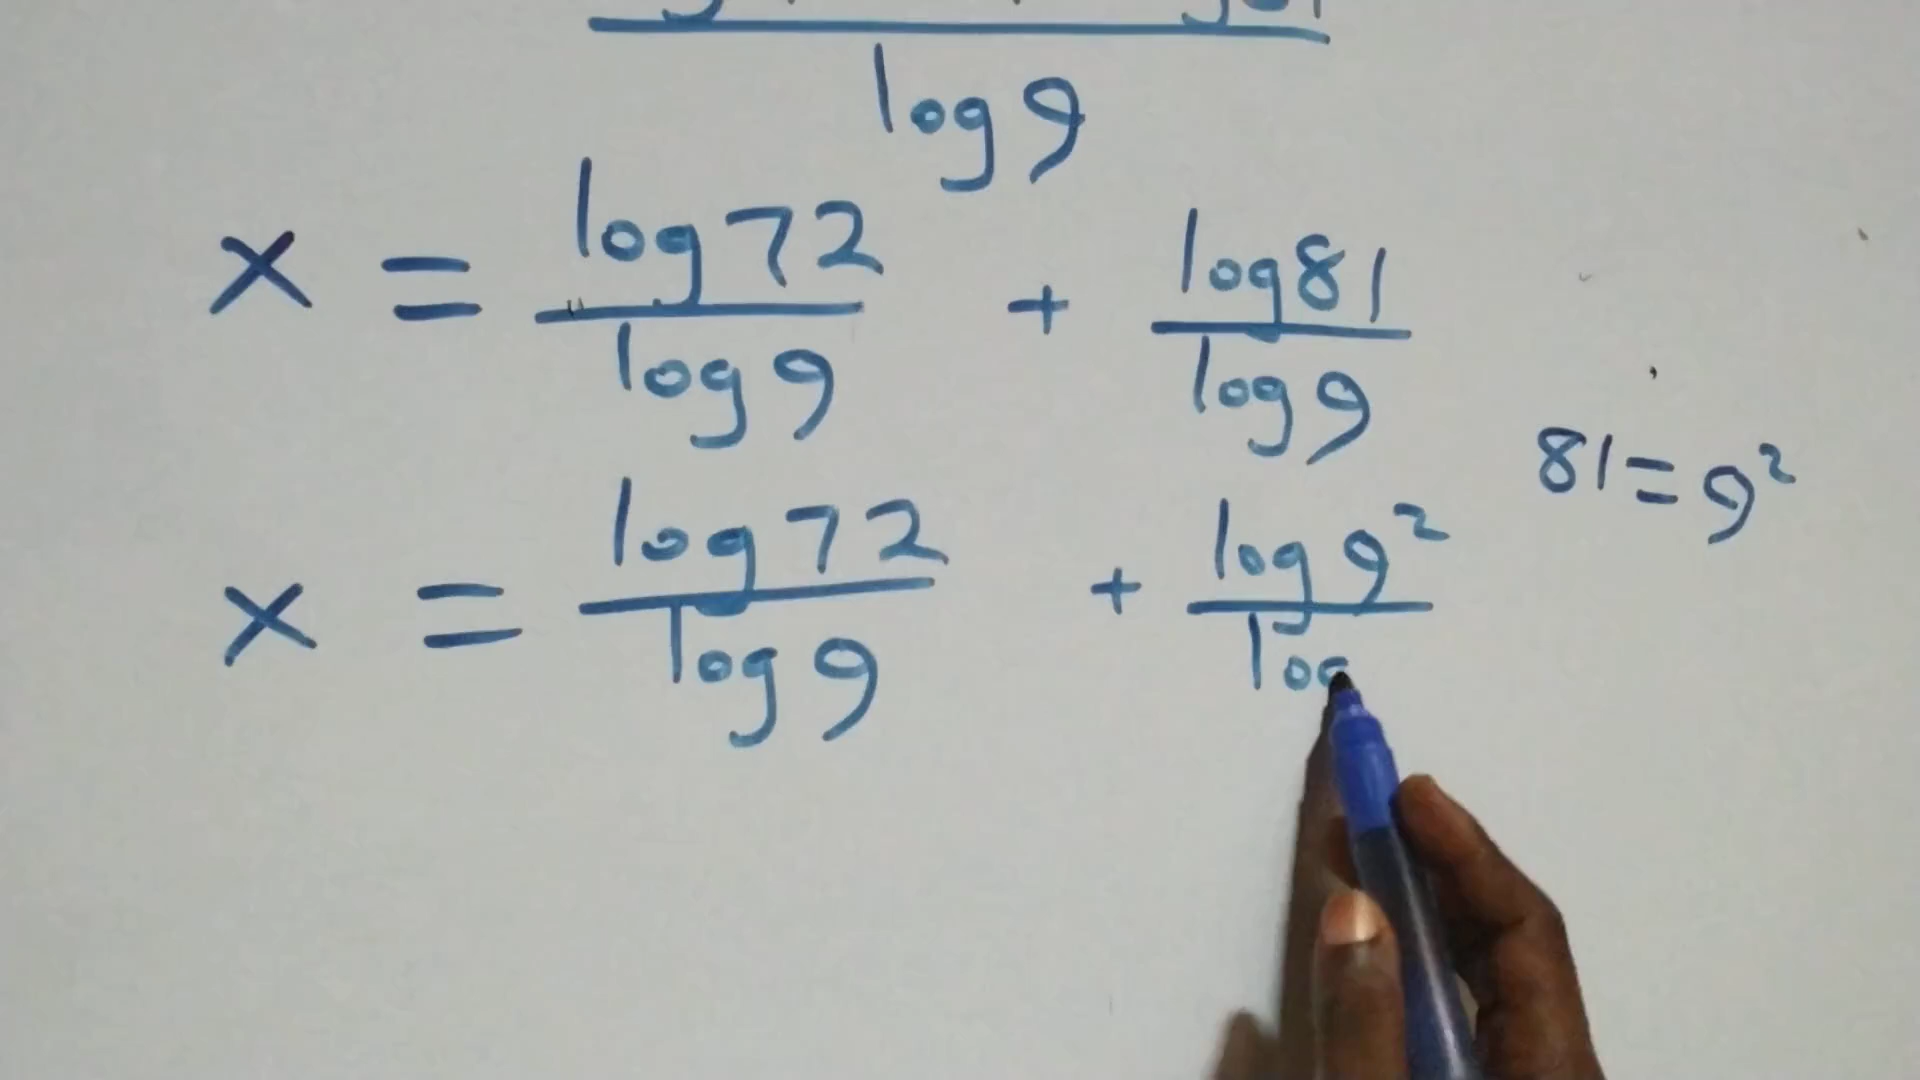 log 9
x = log 72 / log 9 + log 81 / log 9
81 = 9²
x = log 72 / log 9 + log 9² / log